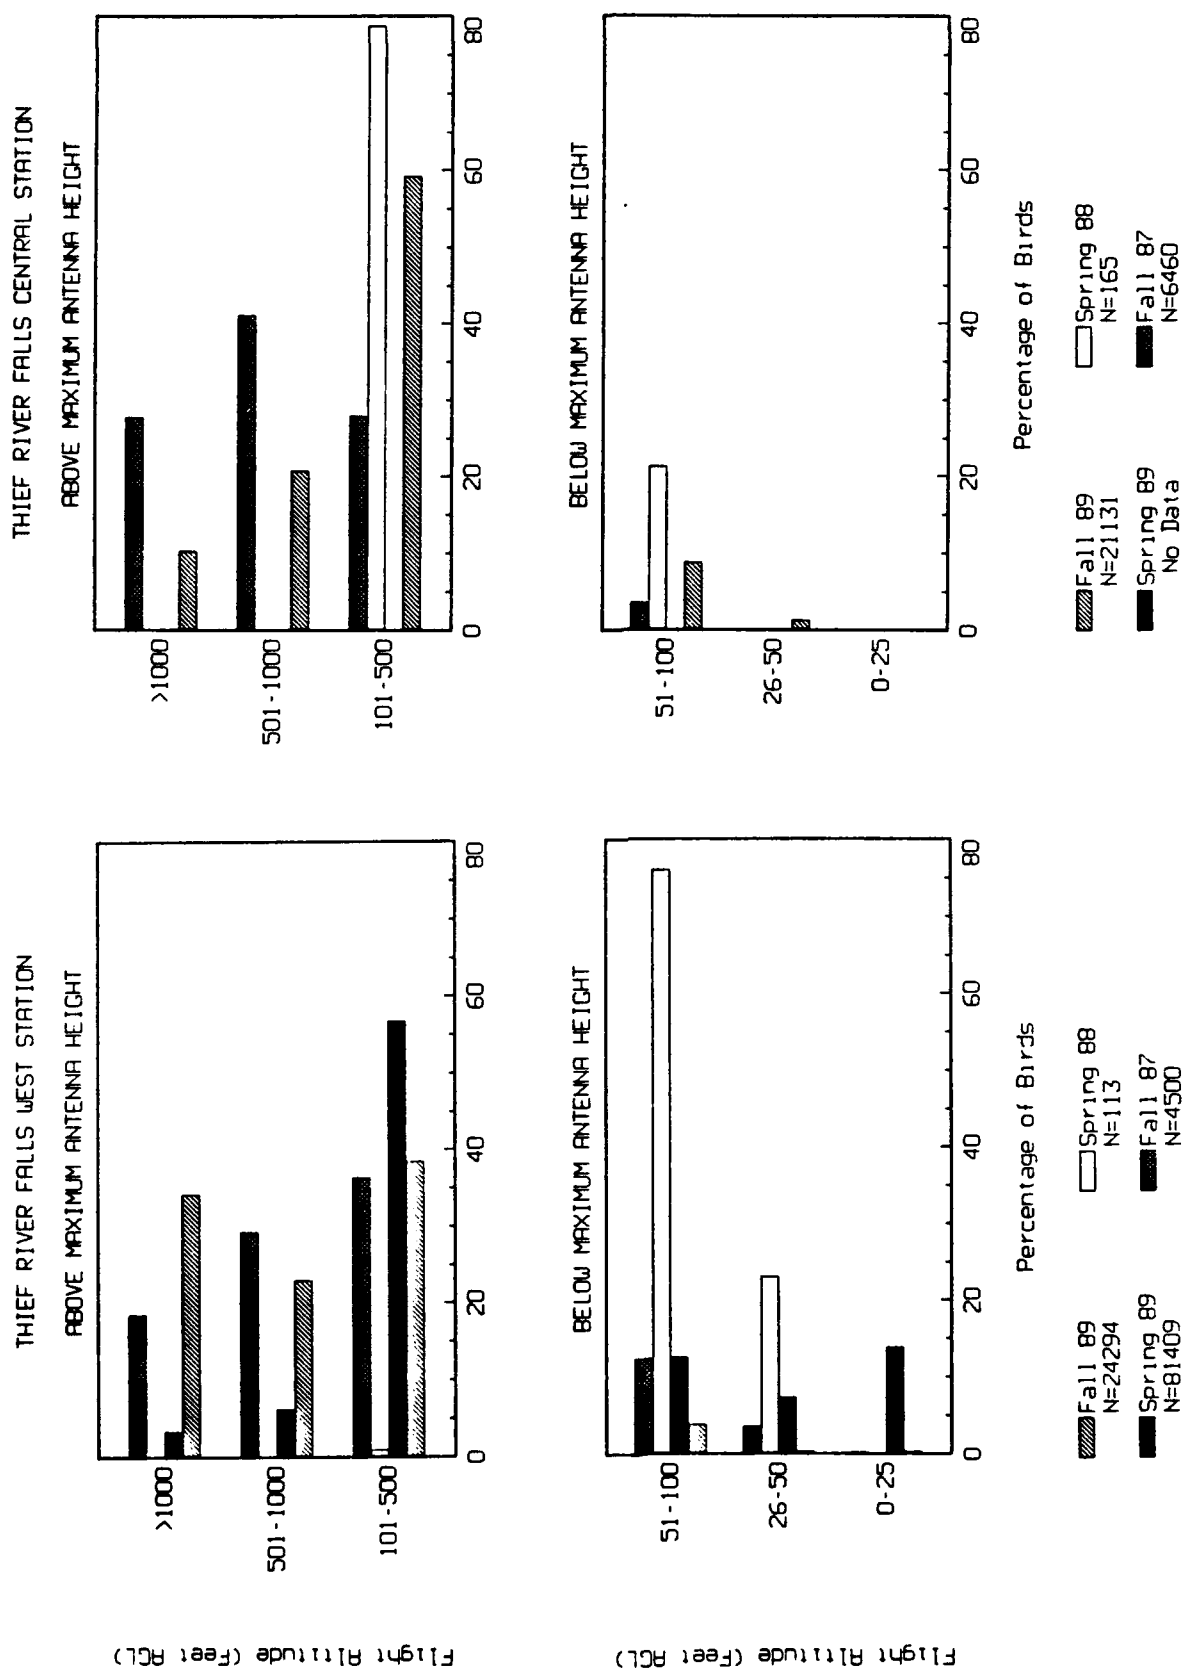 THIEF RIVER FALLS WEST STATION
ABOVE MAXIMUM ANTENNA HEIGHT
Flight Altitude (Feet AGL)
>1000
501-1000
101-500
0 20 40 60 80
BELOW MAXIMUM ANTENNA HEIGHT
Flight Altitude (Feet AGL)
51-100
26-50
0-25
0 20 40 60 80
Percentage of Birds
Fall 89
N=24294
Spring 88
N=113
Spring 89
N=81409
Fall 87
N=4500
THIEF RIVER FALLS CENTRAL STATION
ABOVE MAXIMUM ANTENNA HEIGHT
>1000
501-1000
101-500
0 20 40 60 80
BELOW MAXIMUM ANTENNA HEIGHT
51-100
26-50
0-25
0 20 40 60 80
Percentage of Birds
Fall 89
N=21131
Spring 88
N=165
Spring 89
No Data
Fall 87
N=6460